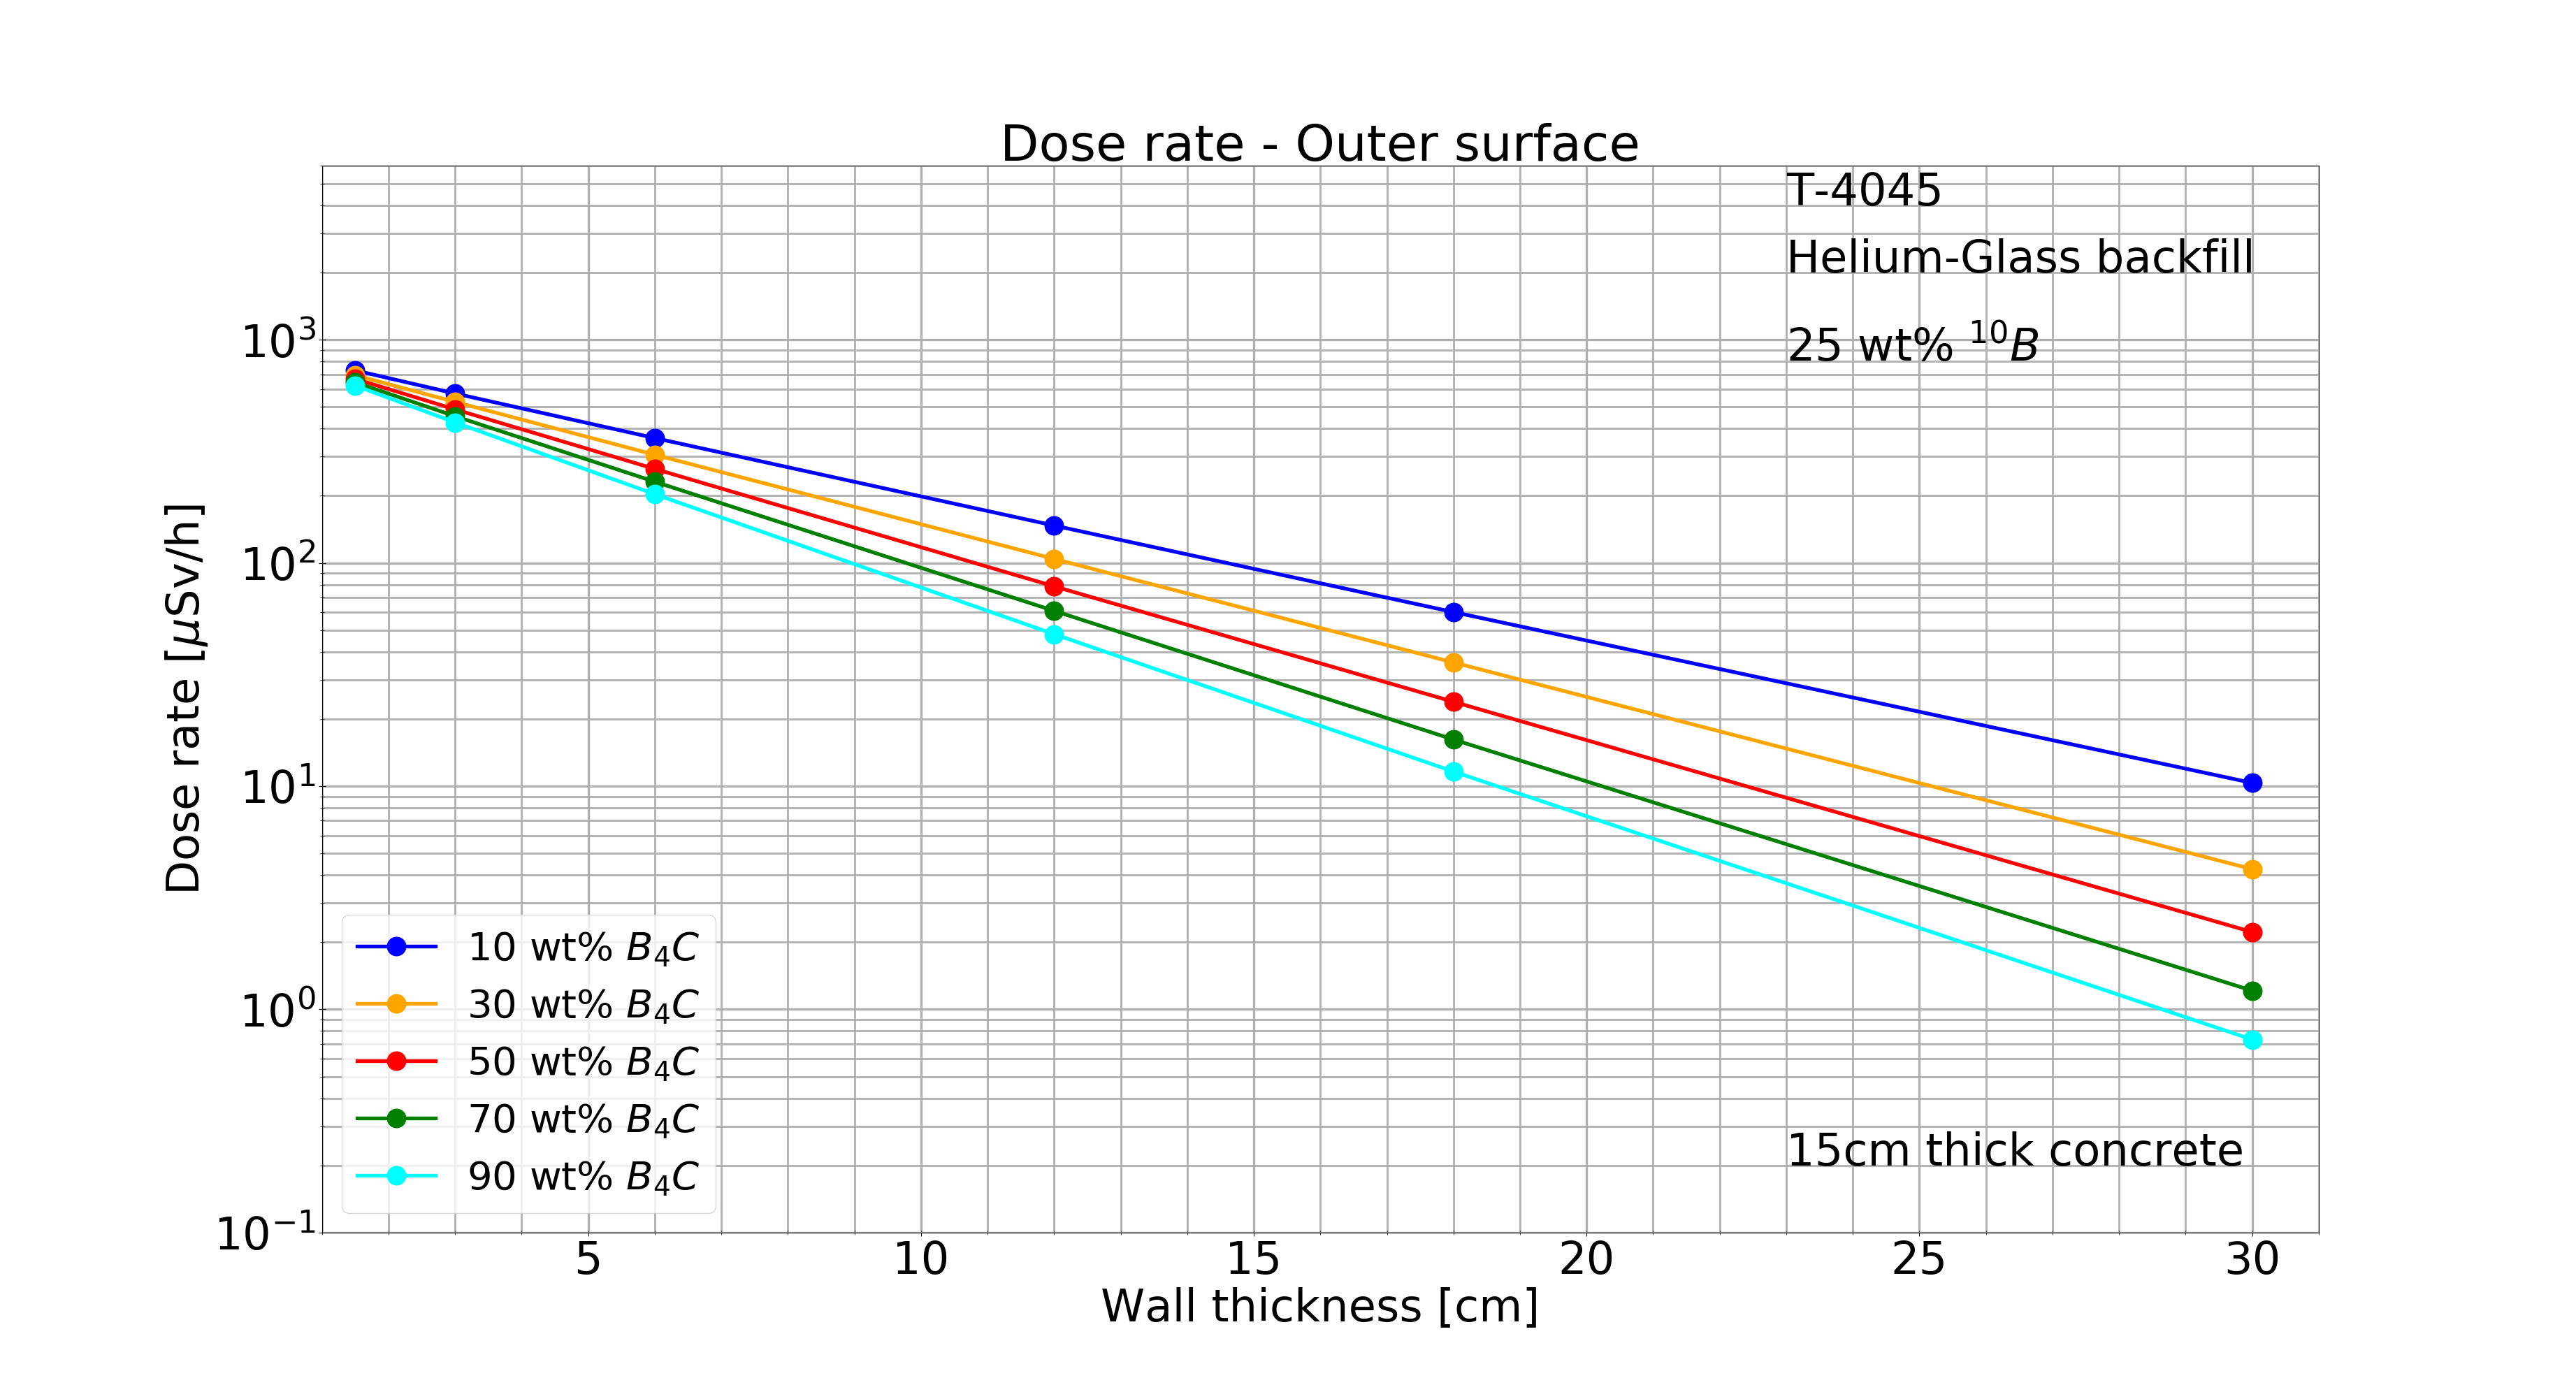 Dose rate - Outer surface
T-4045
Helium-Glass backfill
25 wt% ¹⁰B
10³
10²
10¹
10⁰
10⁻¹
Dose rate [μSv/h]
10 wt% B₄C
30 wt% B₄C
50 wt% B₄C
70 wt% B₄C
90 wt% B₄C
15cm thick concrete
5 10 15 20 25 30
Wall thickness [cm]